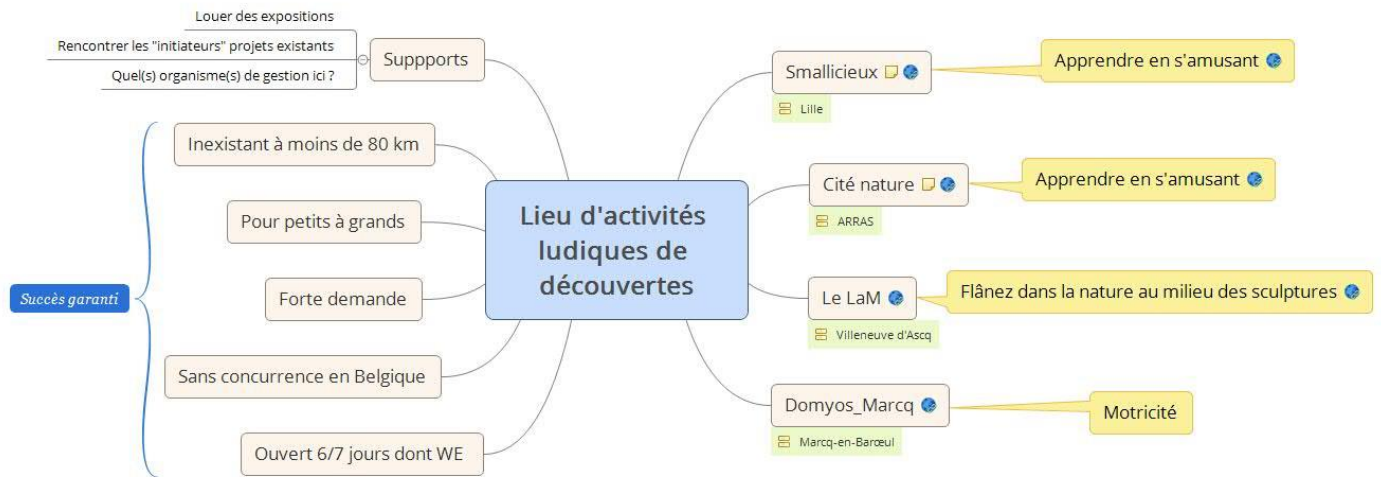 Louer des expositions
Rencontrer les "initiateurs" projets existants
Quel(s) organisme(s) de gestion ici ?
Suppports
Inexistant à moins de 80 km
Pour petits à grands
Forte demande
Sans concurrence en Belgique
Ouvert 6/7 jours dont WE
Succès garanti
Lieu d'activités
ludiques de
découvertes
Smallicieux
Lille
Apprendre en s'amusant
Cité nature
ARRAS
Apprendre en s'amusant
Le LaM
Villeneuve d'Ascq
Flânez dans la nature au milieu des sculptures
Domyos_Marcq
Marcq-en-Barœul
Motricité